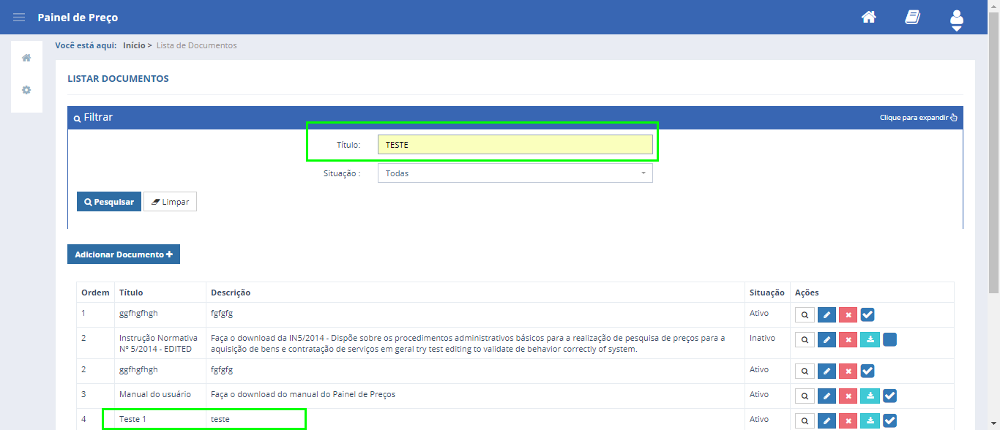 Painel de Preço
Você está aqui: Início > Lista de Documentos
LISTAR DOCUMENTOS
Filtrar
Clique para expandir
Título: TESTE
Situação : Todas
Pesquisar Limpar
Adicionar Documento
Ordem Título Descrição Situação Ações
1 ggfhgfhgh fgfgfg Ativo
2 Instrução Normativa Faça o download da IN5/2014 - Dispõe sobre os procedimentos administrativos básicos para a realização de pesquisa de preços para a Inativo
Nº 5/2014 - EDITED aquisição de bens e contratação de serviços em geral try test editing to validate de behavior correctly of system.
2 ggfhgfhgh fgfgfg Ativo
3 Manual do usuário Faça o download do manual do Painel de Preços Ativo
4 Teste 1 teste Ativo